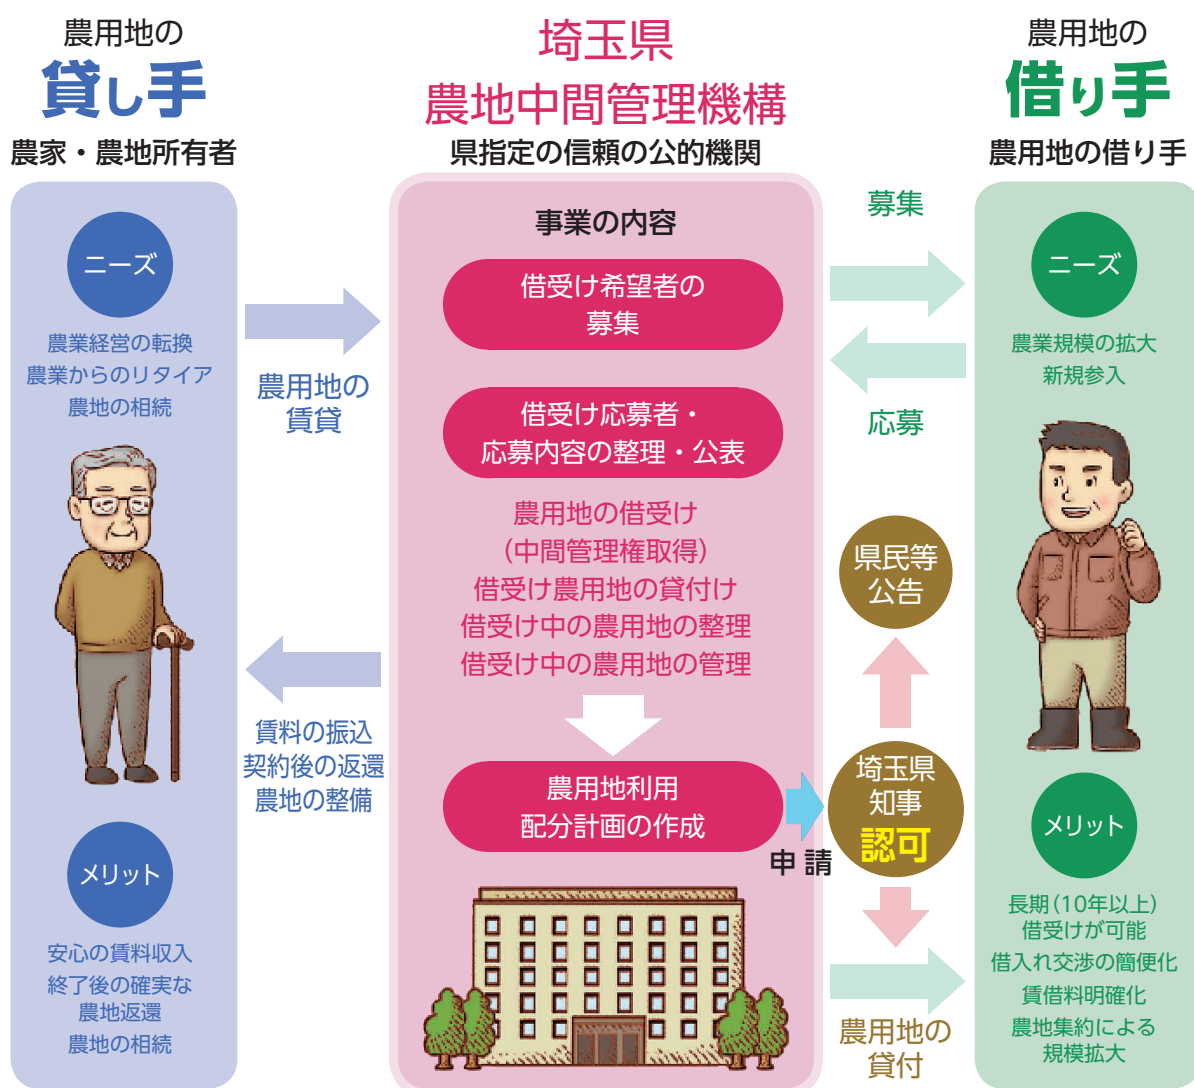 農用地の
貸し手
農家・農地所有者
ニーズ
農業経営の転換
農業からのリタイア
農地の相続
メリット
安心の賃料収入
終了後の確実な
農地返還
農地の相続
農用地の
賃貸
賃料の振込
契約後の返還
農地の整備
埼玉県
農地中間管理機構
県指定の信頼の公的機関
事業の内容
借受け希望者の
募集
借受け応募者・
応募内容の整理・公表
農用地の借受け
(中間管理権取得)
借受け農用地の貸付け
借受け中の農用地の整理
借受け中の農用地の管理
農用地利用
配分計画の作成
申請
募集
応募
県民等
公告
埼玉県
知事
認可
農用地の
貸付
農用地の
借り手
農用地の借り手
ニーズ
農業規模の拡大
新規参入
メリット
長期(10年以上)
借受けが可能
借入れ交渉の簡便化
賃借料明確化
農地集約による
規模拡大